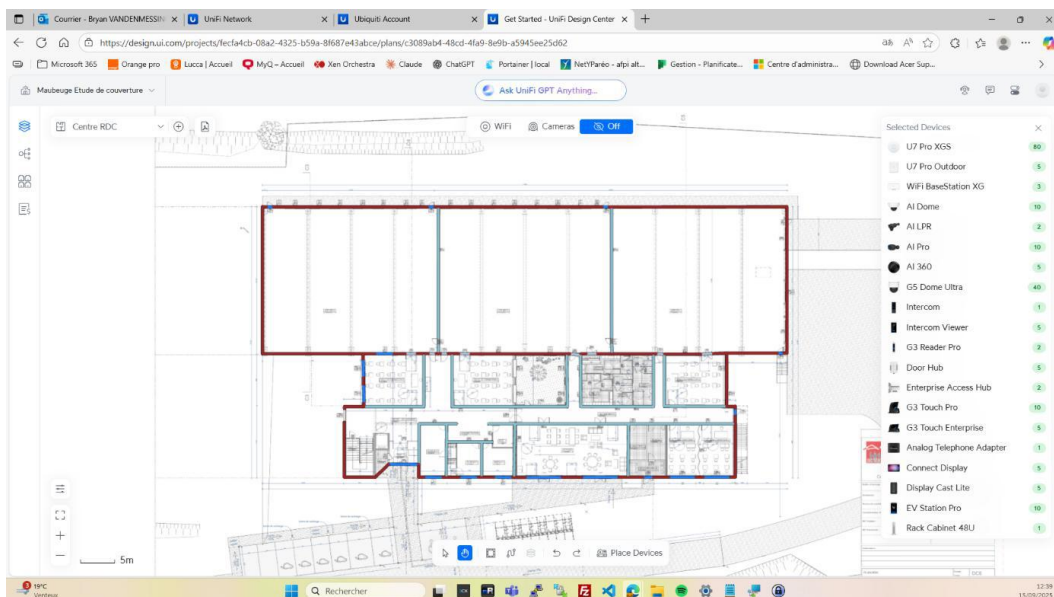 Courrier - Bryan VANDENMESSIN
UniFi Network
Ubiquiti Account
Get Started - UniFi Design Center
https://design.ui.com/projects/fecfa4cb-08a2-4325-b59a-8f687e43abce/plans/c3089ab4-48cd-4fa9-8e9b-a5945ee25d62
Microsoft 365
Orange pro
Lucca | Accueil
MyQ – Accueil
Xen Orchestra
Claude
ChatGPT
Portainer | local
NetYParéo - afpi alt...
Gestion - Planificate...
Centre d'administra...
Download Acer Sup...
Maubeuge Etude de couverture
Ask UniFi GPT Anything...
Centre RDC
WiFi
Cameras
Off
Selected Devices
U7 Pro XGS 80
U7 Pro Outdoor 5
WiFi BaseStation XG 3
AI Dome 10
AI LPR 2
AI Pro 10
AI 360 5
G5 Dome Ultra 40
Intercom 1
Intercom Viewer 5
G3 Reader Pro 2
Door Hub 5
Enterprise Access Hub 2
G3 Touch Pro 10
G3 Touch Enterprise 5
Analog Telephone Adapter 1
Connect Display 5
Display Cast Lite 5
EV Station Pro 10
Rack Cabinet 48U 1
5m
Place Devices
19°C
Venteux
Rechercher
12:39
15/09/2025